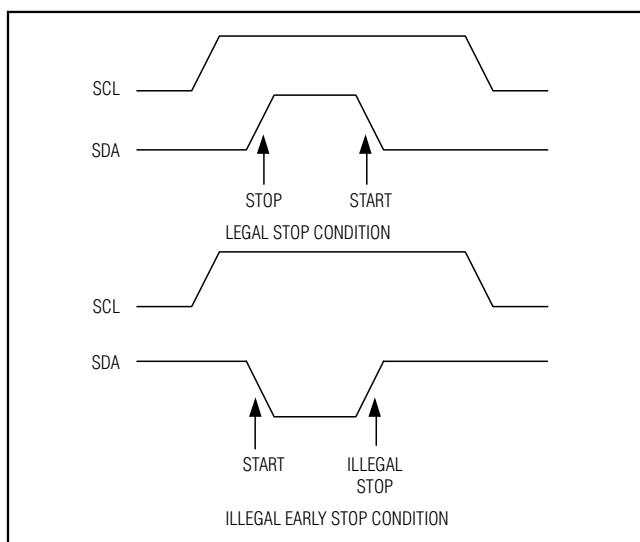 SCL
SDA
STOP START
LEGAL STOP CONDITION
SCL
SDA
START ILLEGAL
STOP
ILLEGAL EARLY STOP CONDITION